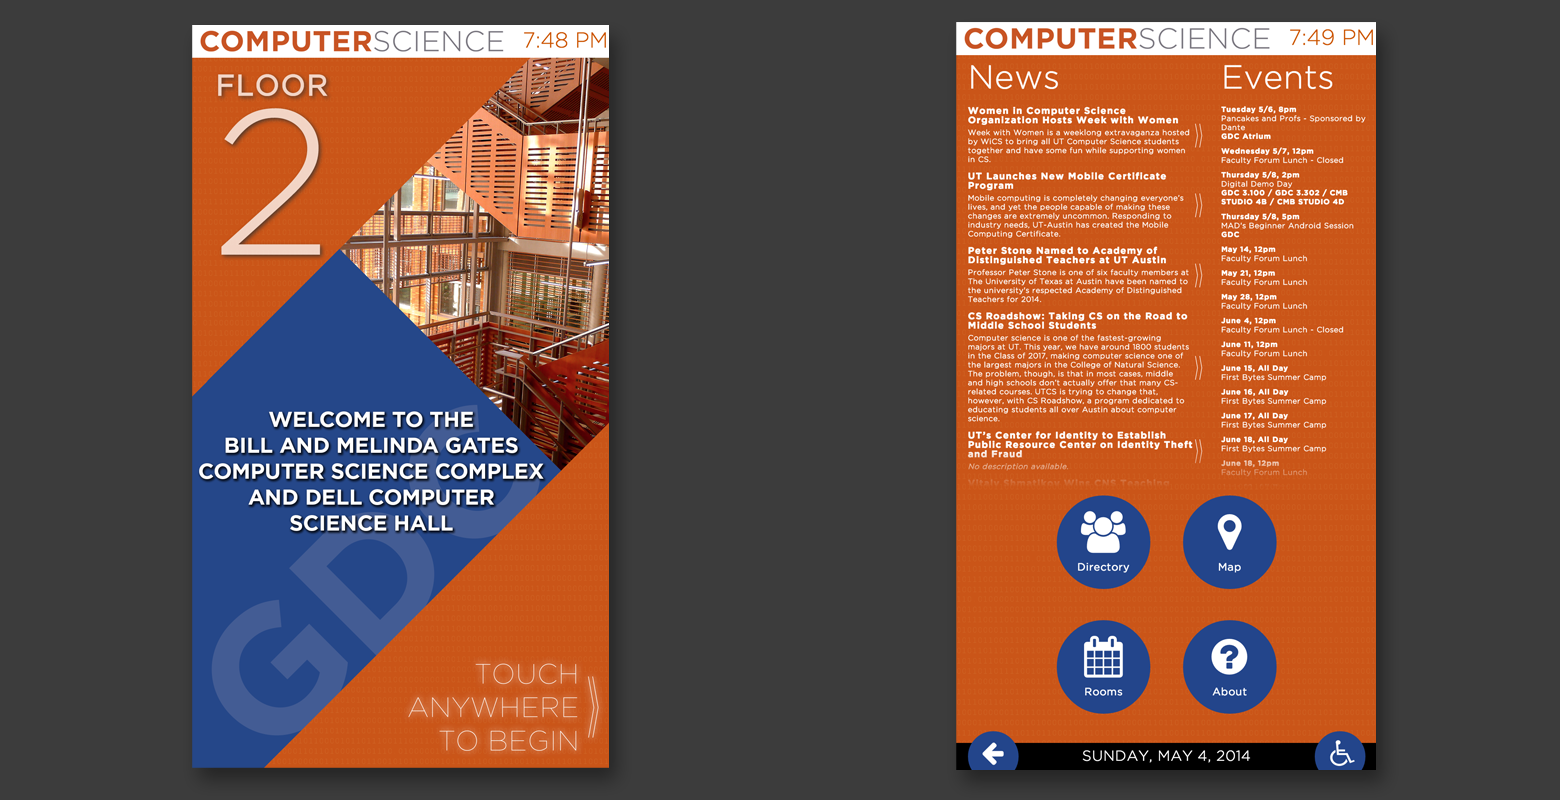 COMPUTERSCIENCE 7:48 PM
FLOOR
2
WELCOME TO THE
BILL AND MELINDA GATES
COMPUTER SCIENCE COMPLEX
AND DELL COMPUTER
SCIENCE HALL
GDC
TOUCH
ANYWHERE
TO BEGIN
COMPUTERSCIENCE 7:49 PM
News
Women in Computer Science
Organization Hosts Week with Women
Week with Women is a weeklong extravaganza hosted
by WiCS to bring all UT Computer Science students
together and have some fun while supporting women
in CS.
UT Launches New Mobile Certificate
Program
Mobile computing is completely changing everyone's
lives, and yet the people capable of making these
changes are extremely uncommon. Responding to
industry needs, UT-Austin has created the Mobile
Computing Certificate.
Peter Stone Named to Academy of
Distinguished Teachers at UT Austin
Professor Peter Stone is one of six faculty members at
The University of Texas at Austin have been named to
the university's respected Academy of Distinguished
Teachers for 2014.
CS Roadshow: Taking CS on the Road to
Middle School Students
Computer science is one of the fastest-growing
majors at UT. This year, we have around 1800 students
in the Class of 2017, making computer science one of
the largest majors in the College of Natural Science.
The problem, though, is that in most cases, middle
and high schools don't actually offer that many CS-
related courses. UTCS is trying to change that,
however, with CS Roadshow, a program dedicated to
educating students all over Austin about computer
science.
UT's Center for Identity to Establish
Public Resource Center on Identity Theft
and Fraud
No description available.
Vitaly Shmatikov Wins CNS Teaching
Events
Tuesday 5/6, 8pm
Pancakes and Profs - Sponsored by
Dante
GDC Atrium
Wednesday 5/7, 12pm
Faculty Forum Lunch - Closed
Thursday 5/8, 2pm
Digital Demo Day
GDC 3.100 / GDC 3.302 / CMB
STUDIO 4B / CMB STUDIO 4D
Thursday 5/8, 5pm
MAD's Beginner Android Session
GDC
May 14, 12pm
Faculty Forum Lunch
May 21, 12pm
Faculty Forum Lunch
May 28, 12pm
Faculty Forum Lunch
June 4, 12pm
Faculty Forum Lunch - Closed
June 11, 12pm
Faculty Forum Lunch
June 15, All Day
First Bytes Summer Camp
June 16, All Day
First Bytes Summer Camp
June 17, All Day
First Bytes Summer Camp
June 18, All Day
First Bytes Summer Camp
June 18, 12pm
Faculty Forum Lunch
Directory
Map
Rooms
About
SUNDAY, MAY 4, 2014